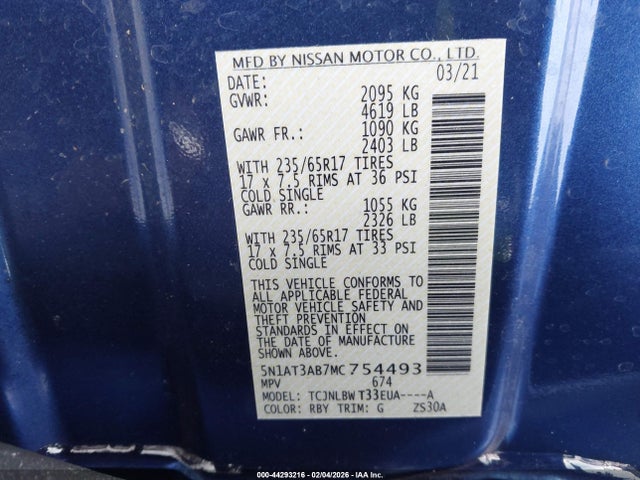 MFD BY NISSAN MOTOR CO., LTD.
DATE: 03/21
GVWR: 2095 KG
4619 LB
GAWR FR.: 1090 KG
2403 LB
WITH 235/65R17 TIRES
17 x 7.5 RIMS AT 36 PSI
COLD SINGLE
GAWR RR.: 1055 KG
2326 LB
WITH 235/65R17 TIRES
17 x 7.5 RIMS AT 33 PSI
COLD SINGLE
THIS VEHICLE CONFORMS TO
ALL APPLICABLE FEDERAL
MOTOR VEHICLE SAFETY AND
THEFT PREVENTION
STANDARDS IN EFFECT ON
THE DATE OF MANUFACTURE
SHOWN ABOVE.
5N1AT3AB7MC754493
MPV 674
MODEL: TCJNLBW T33EUA----A
COLOR: RBY TRIM: G ZS30A
000-44293216 - 02/04/2026 - IAA Corp.